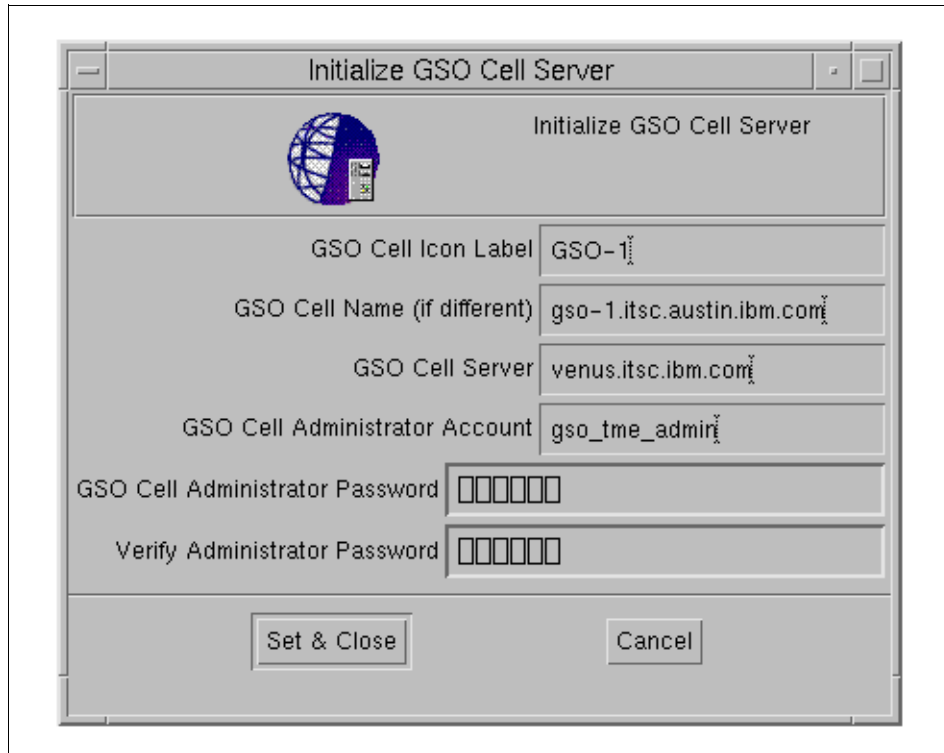 Initialize GSO Cell Server
Initialize GSO Cell Server
GSO Cell Icon Label GSO-1
GSO Cell Name (if different) gso-1.itsc.austin.ibm.com
GSO Cell Server venus.itsc.ibm.com
GSO Cell Administrator Account gso_tme_admin
GSO Cell Administrator Password
Verify Administrator Password
Set & Close Cancel